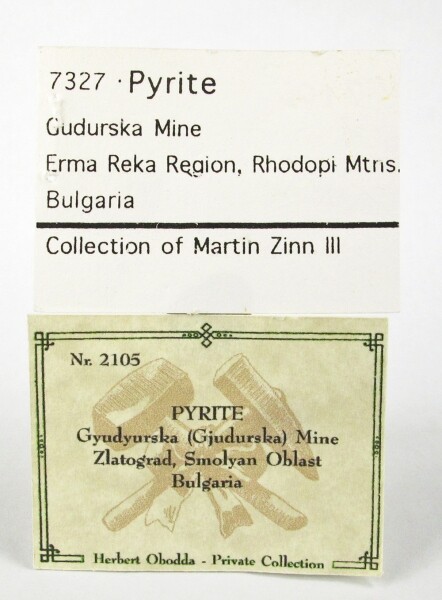 7327 · Pyrite
Gudurska Mine
Erma Reka Region, Rhodopi Mtns.
Bulgaria
Collection of Martin Zinn III
Nr. 2105
PYRITE
Gyudyurska (Gjudurska) Mine
Zlatograd, Smolyan Oblast
Bulgaria
Herbert Obodda - Private Collection